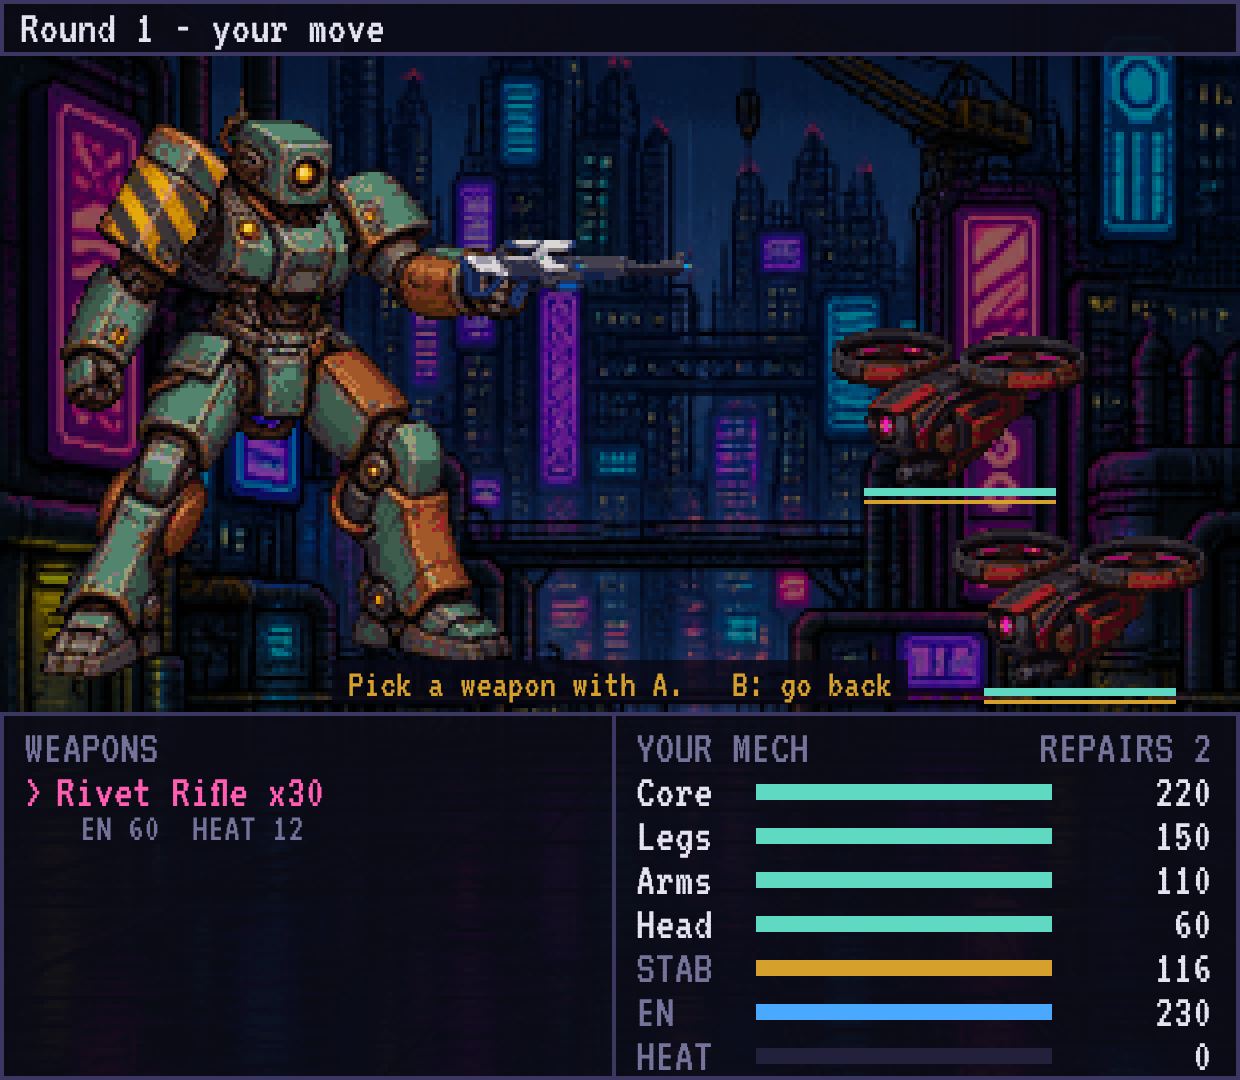 Round 1 - your move
Pick a weapon with A.   B: go back
WEAPONS
> Rivet Rifle x30
EN 60  HEAT 12
YOUR MECH  REPAIRS 2
Core 220
Legs 150
Arms 110
Head 60
STAB 116
EN 230
HEAT 0